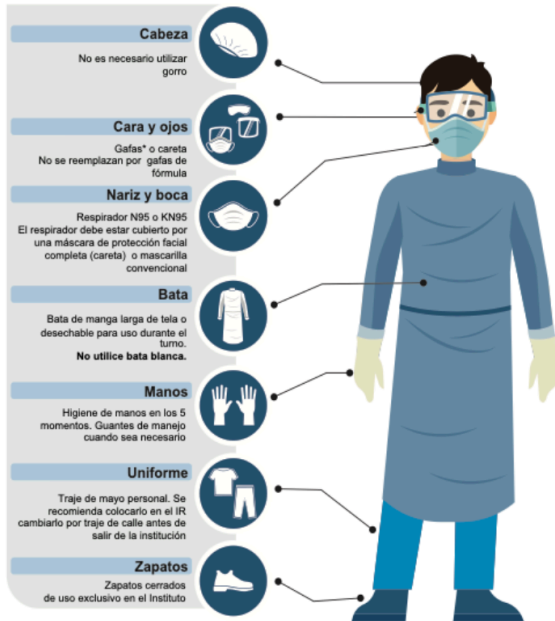 Cabeza
No es necesario utilizar
gorro
Cara y ojos
Gafas* o careta
No se reemplazan por gafas de
fórmula
Nariz y boca
Respirador N95 o KN95
El respirador debe estar cubierto por
una máscara de protección facial
completa (careta) o mascarilla
convencional
Bata
Bata de manga larga de tela o
desechable para uso durante el
turno.
No utilice bata blanca.
Manos
Higiene de manos en los 5
momentos. Guantes de manejo
cuando sea necesario
Uniforme
Traje de mayo personal. Se
recomienda colocarlo en el IR
cambiarlo por traje de calle antes de
salir de la institución
Zapatos
Zapatos cerrados
de uso exclusivo en el Instituto